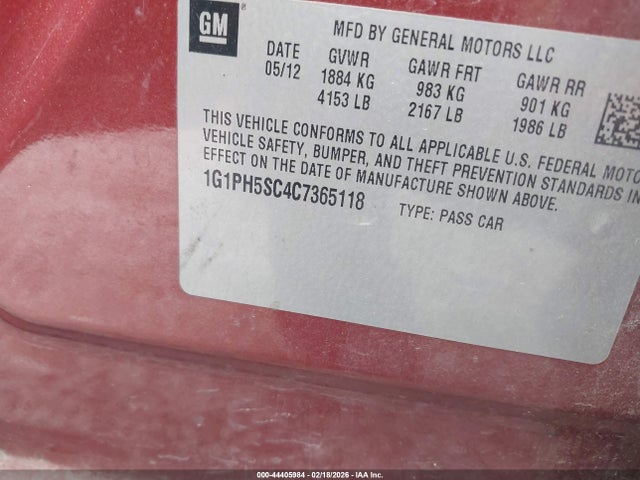 GM
MFD BY GENERAL MOTORS LLC
DATE GVWR GAWR FRT GAWR RR
05/12 1884 KG 983 KG 901 KG
4153 LB 2167 LB 1986 LB
THIS VEHICLE CONFORMS TO ALL APPLICABLE U.S. FEDERAL MOTO
VEHICLE SAFETY, BUMPER, AND THEFT PREVENTION STANDARDS IN
EFFECT ON THE DATE OF MANUFACTURE SHOWN ABOVE.
1G1PH5SC4C7365118 TYPE: PASS CAR
000-44405984 - 02/18/2026 - IAA Inc.